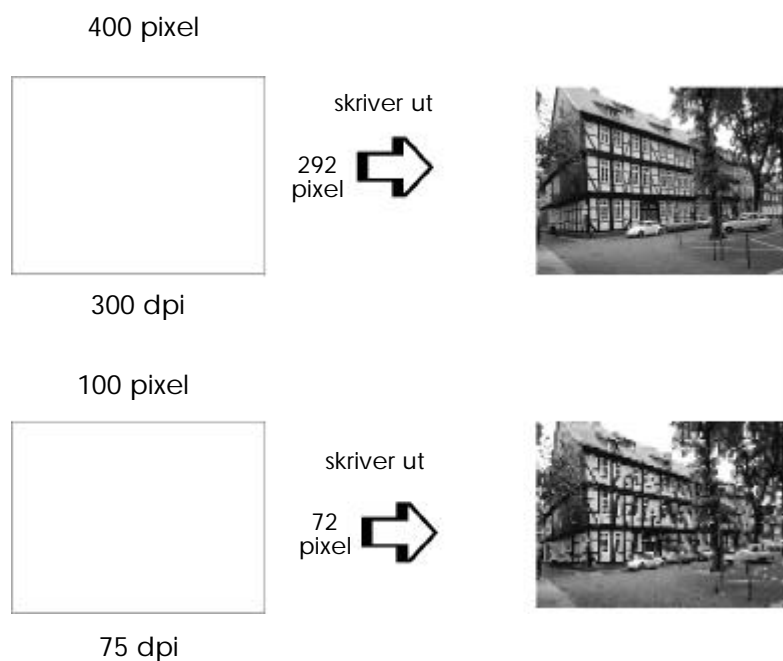 400 pixel
skriver ut
292
pixel
300 dpi
100 pixel
skriver ut
72
pixel
75 dpi